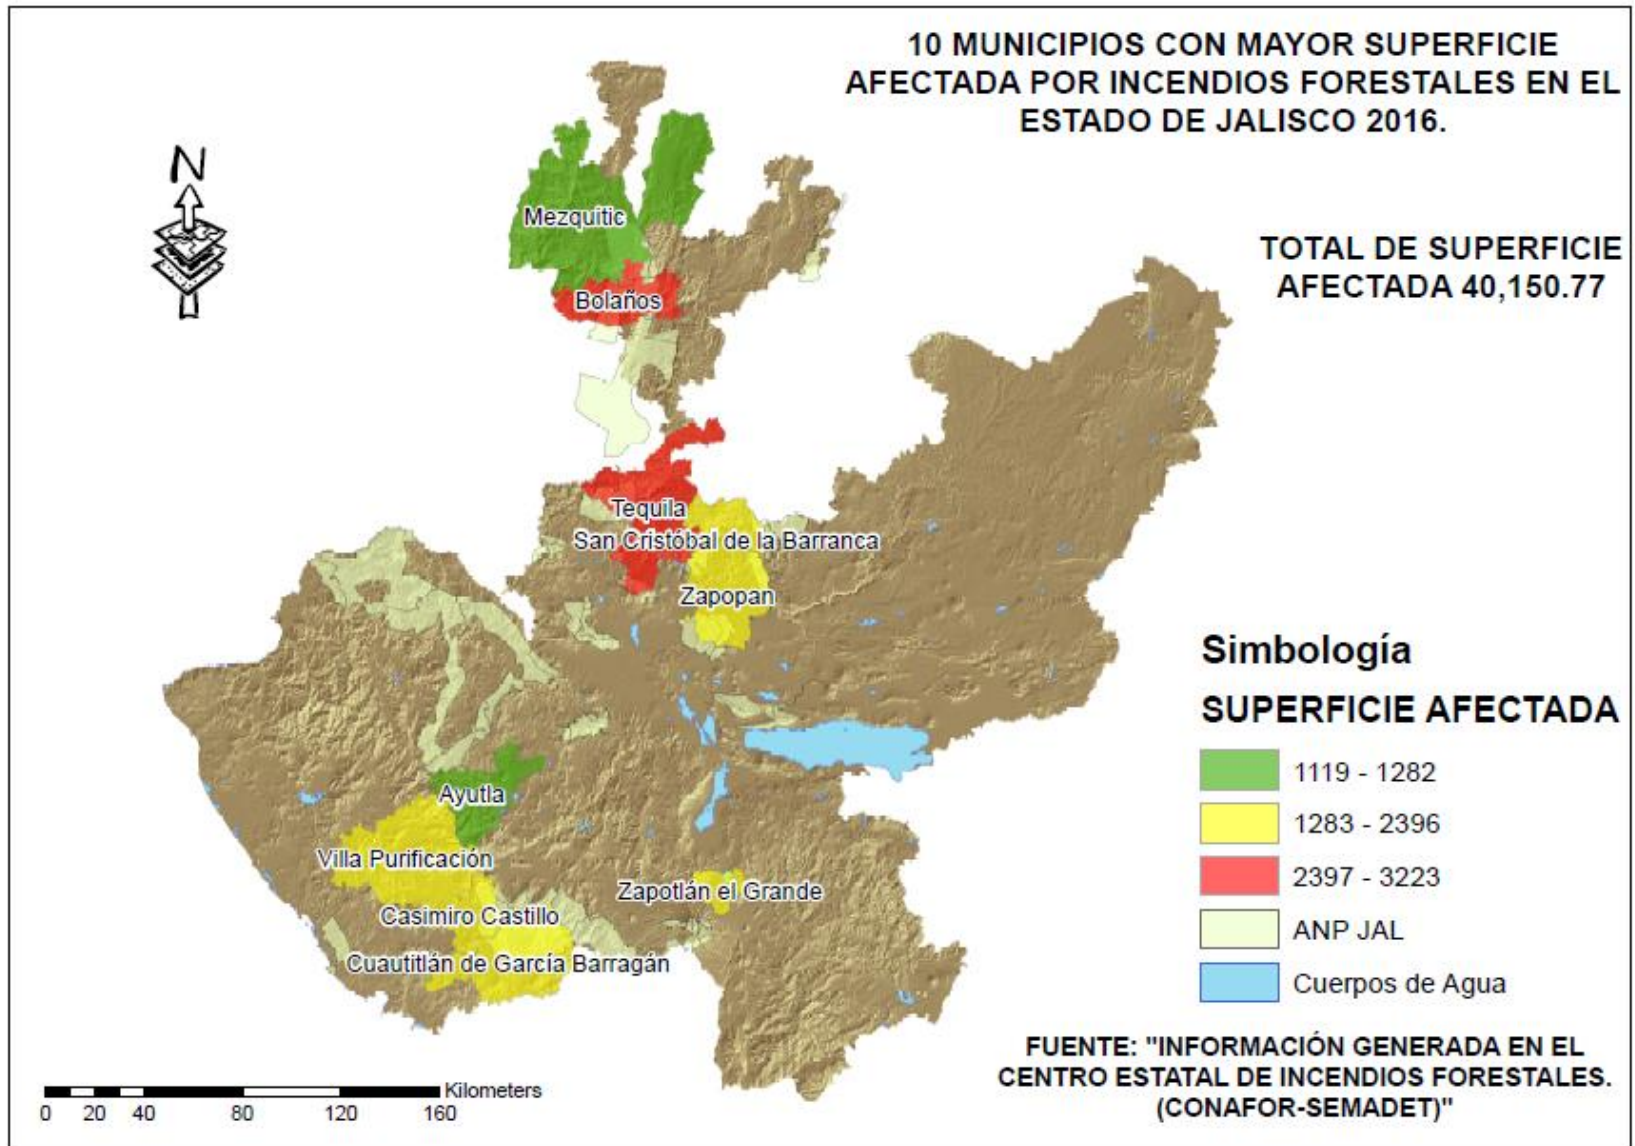 10 MUNICIPIOS CON MAYOR SUPERFICIE
AFECTADA POR INCENDIOS FORESTALES EN EL
ESTADO DE JALISCO 2016.
N
TOTAL DE SUPERFICIE
AFECTADA 40,150.77
Mezquitic
Bolaños
Tequila
San Cristóbal de la Barranca
Zapopan
Ayutla
Villa Purificación
Zapotlán el Grande
Casimiro Castillo
Cuautitlán de García Barragán
Simbología
SUPERFICIE AFECTADA
1119 - 1282
1283 - 2396
2397 - 3223
ANP JAL
Cuerpos de Agua
FUENTE: "INFORMACIÓN GENERADA EN EL
CENTRO ESTATAL DE INCENDIOS FORESTALES.
(CONAFOR-SEMADET)"
Kilometers
0 20 40 80 120 160